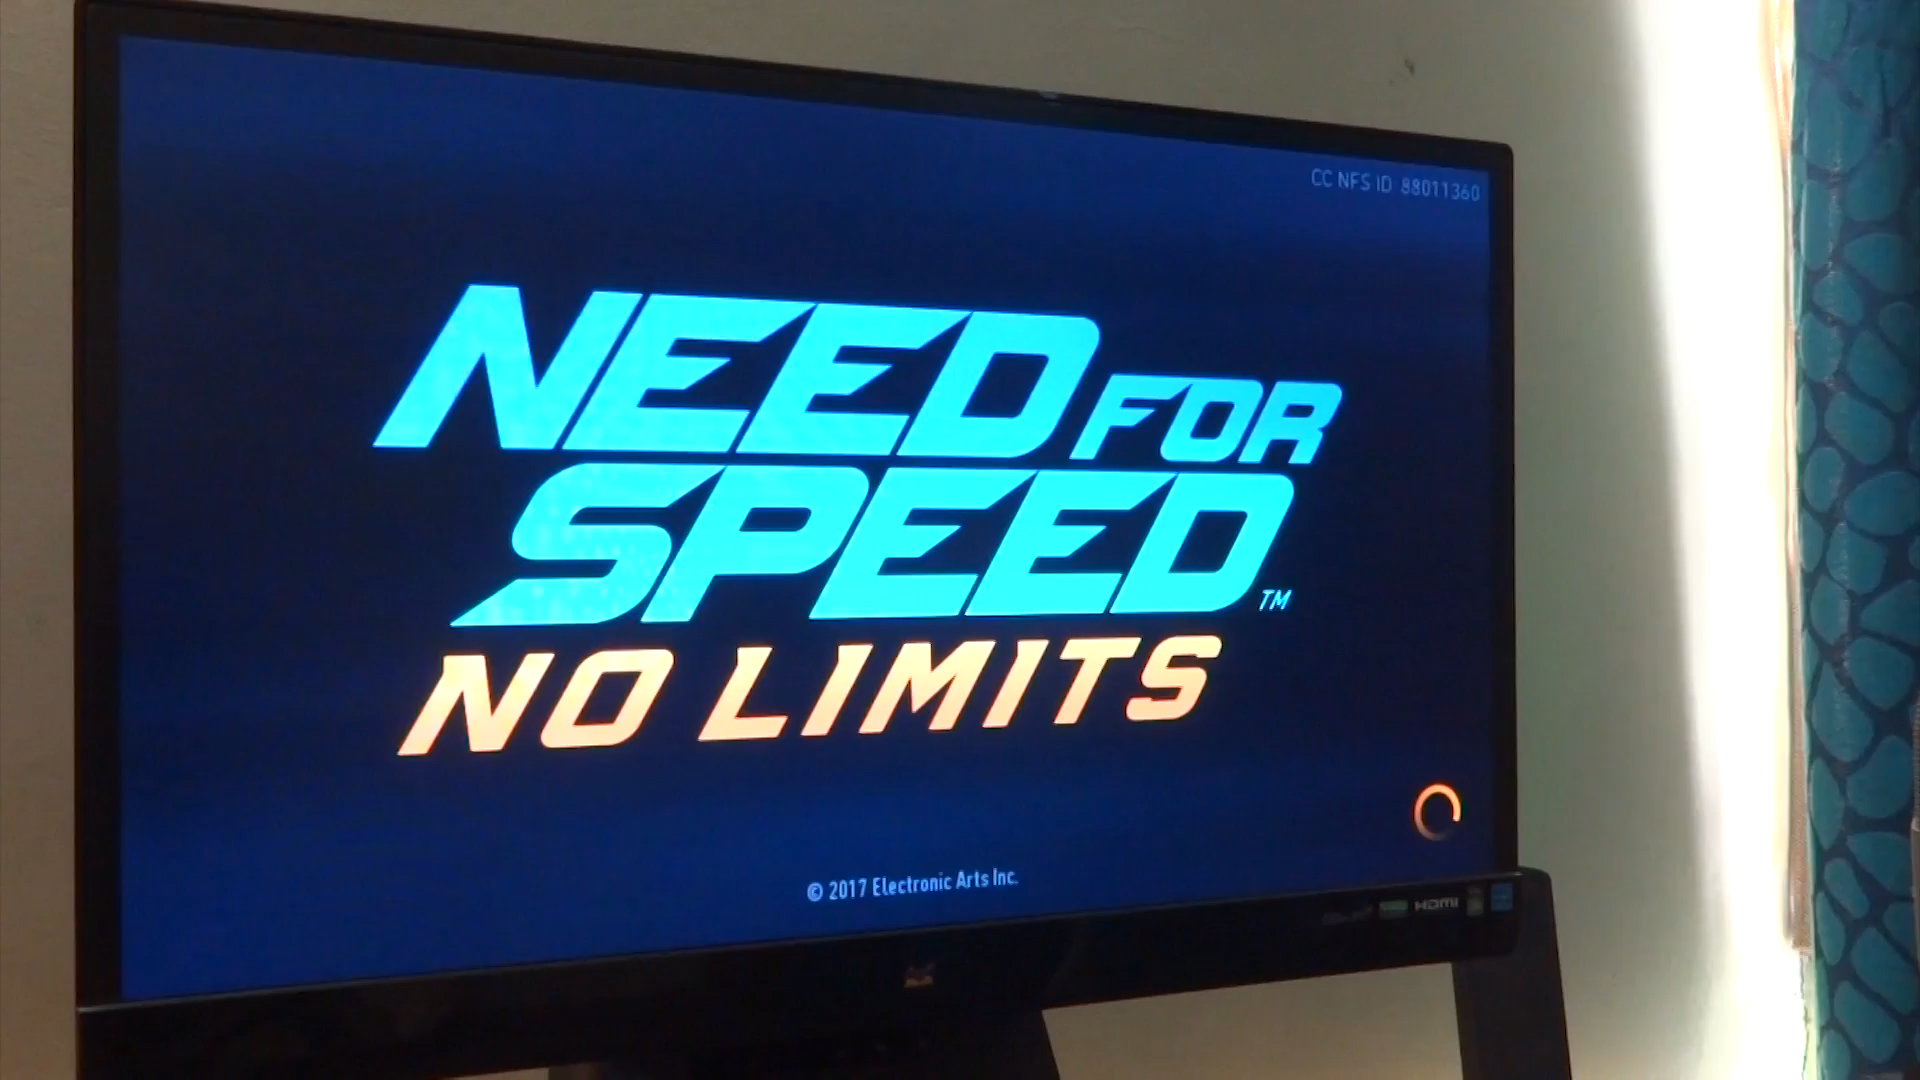 CC NFS ID 88011360
NEED FOR
SPEED™
NO LIMITS
© 2017 Electronic Arts Inc.
HDMI